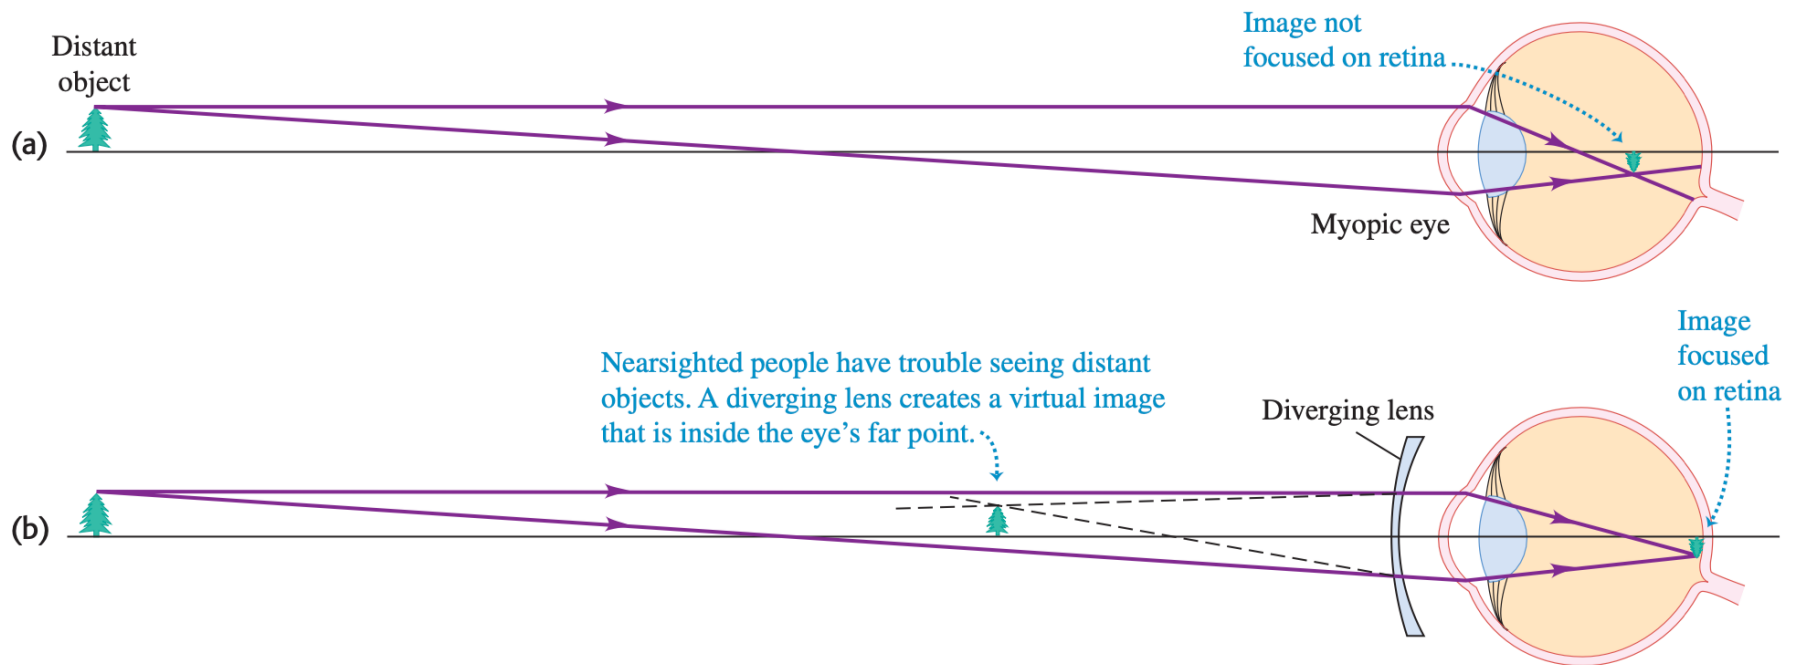 Distant
object
Image not
focused on retina
(a)
Myopic eye
Image
focused
on retina
Nearsighted people have trouble seeing distant
objects. A diverging lens creates a virtual image
that is inside the eye’s far point.
Diverging lens
(b)